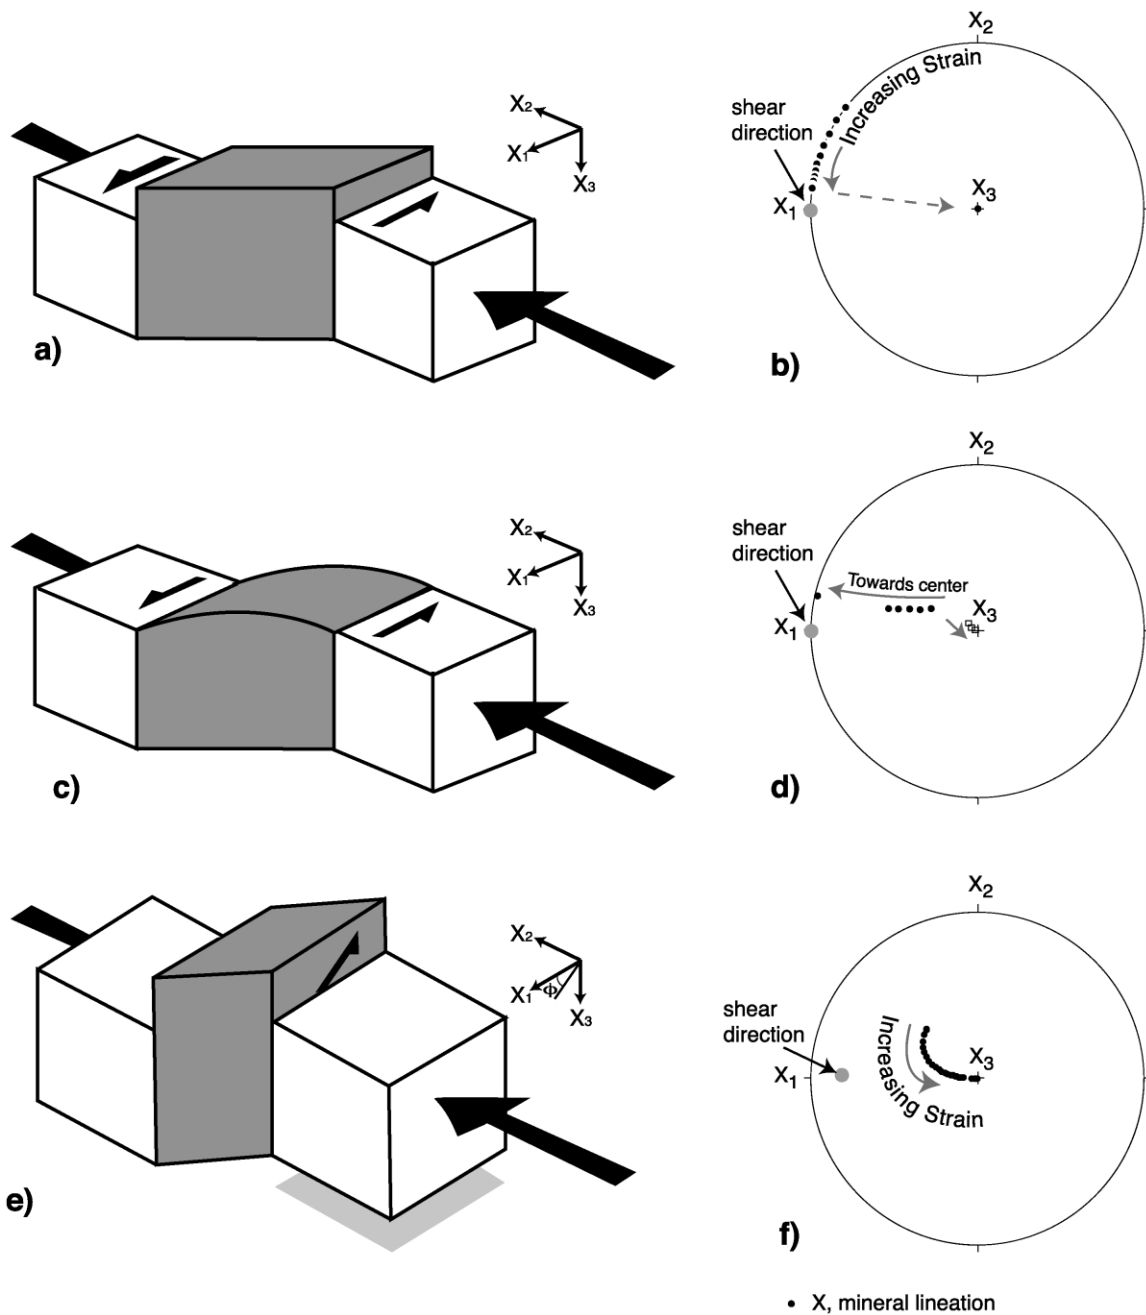 X2
X1
X3
a)
X2
shear
direction
Increasing Strain
X3
X1
b)
X2
X1
X3
c)
X2
shear
direction
Towards center
X3
X1
d)
X2
X1
Φ
X3
e)
X2
shear
direction
Increasing Strain
X3
X1
f)
• X, mineral lineation